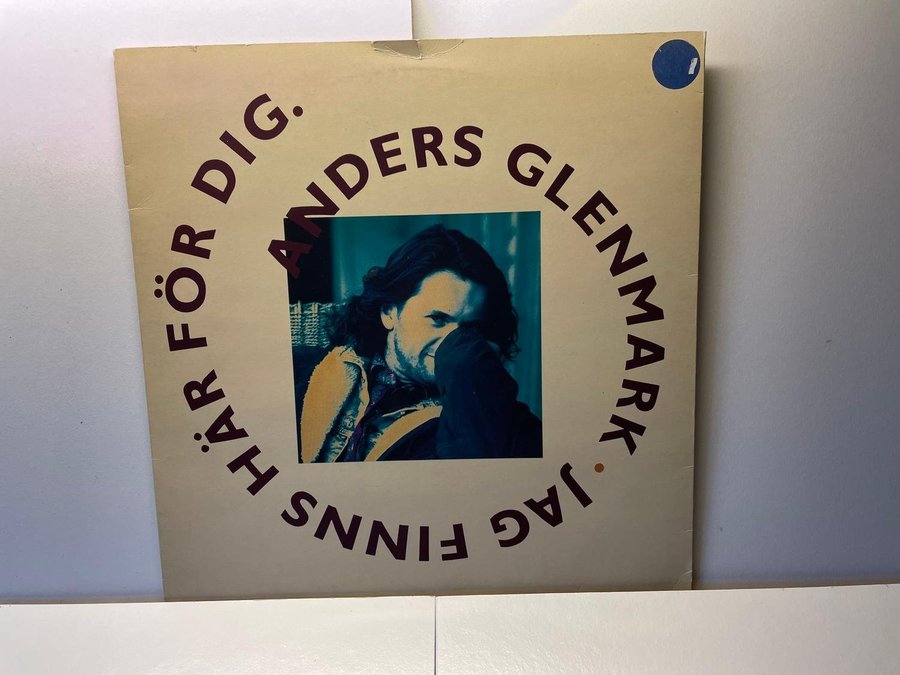 ANDERS GLENMARK · JAG FINNS HÄR FÖR DIG.